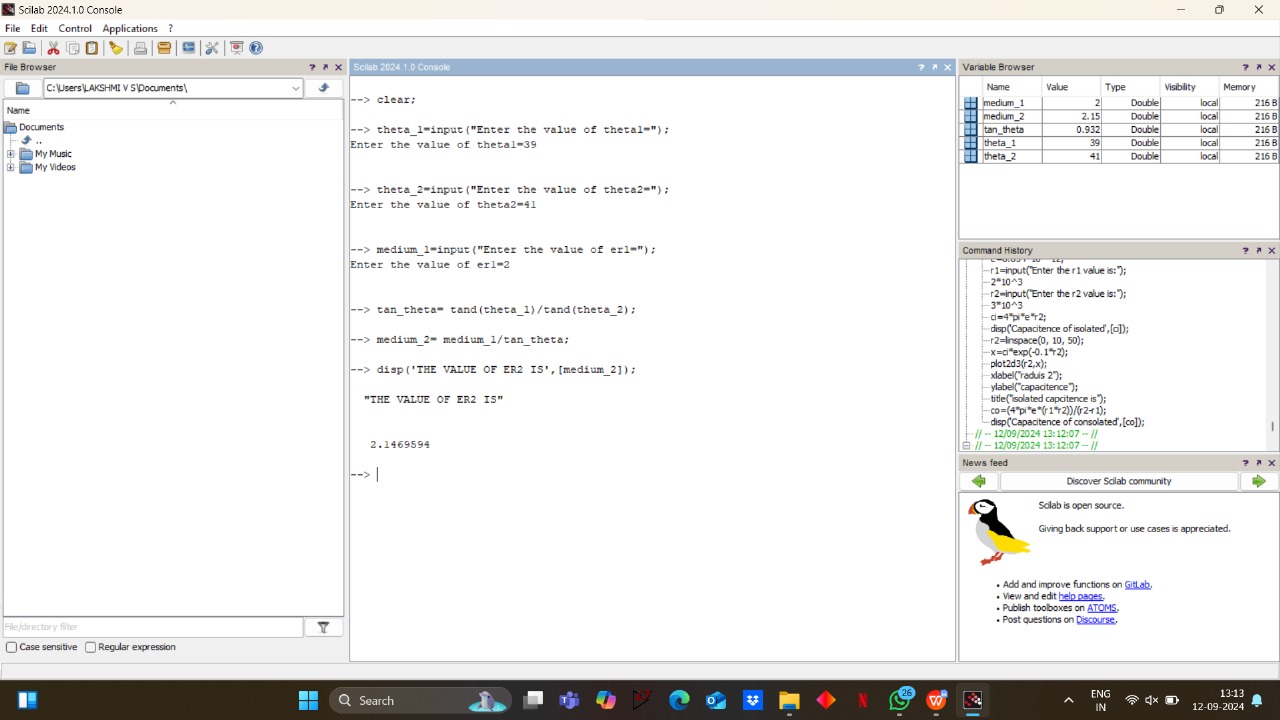 Scilab 2024.1.0 Console
File Edit Control Applications ?
File Browser ? ↗ ✕
C:\Users\LAKSHMI V S\Documents\
Name
Documents
..
My Music
My Videos
File/directory filter
Case sensitive Regular expression
Scilab 2024.1.0 Console ? ↗ ✕
--> clear;
--> theta_1=input("Enter the value of theta1=");
Enter the value of theta1=39
--> theta_2=input("Enter the value of theta2=");
Enter the value of theta2=41
--> medium_1=input("Enter the value of er1=");
Enter the value of er1=2
--> tan_theta= tand(theta_1)/tand(theta_2);
--> medium_2= medium_1/tan_theta;
--> disp('THE VALUE OF ER2 IS',[medium_2]);
"THE VALUE OF ER2 IS"
2.1469594
-->
Variable Browser ? ↗ ✕
Name Value Type Visibility Memory
medium_1 2 Double local 216 B
medium_2 2.15 Double local 216 B
tan_theta 0.932 Double local 216 B
theta_1 39 Double local 216 B
theta_2 41 Double local 216 B
Command History ? ↗ ✕
r1=input("Enter the r1 value is:");
2*10^3
r2=input("Enter the r2 value is:");
3*10^3
ci=4*pi*e*r2;
disp('Capacitence of isolated',[ci]);
r2=linspace(0, 10, 50);
x=ci*exp(-0.1*r2);
plot2d3(r2,x);
xlabel("raduis 2");
ylabel("capacitence");
title("isolated capcitence is");
co=(4*pi*e*(r1*r2))/(r2-r1);
disp('Capacitence of consolated',[co]);
// -- 12/09/2024 13:12:07 -- //
// -- 12/09/2024 13:12:07 -- //
News feed ? ↗ ✕
Discover Scilab community
Scilab is open source.
Giving back support or use cases is appreciated.
• Add and improve functions on GitLab.
• View and edit help pages.
• Publish toolboxes on ATOMS.
• Post questions on Discourse.
Search
26
ENG
IN
13:13
12-09-2024